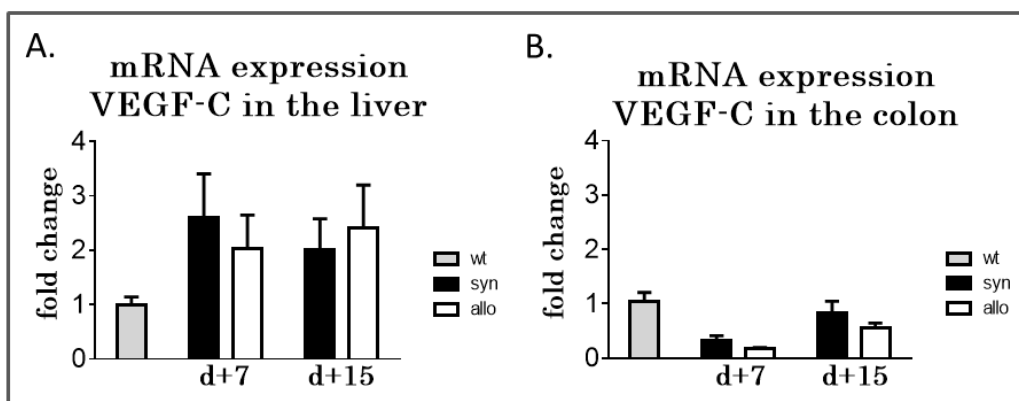 A.
mRNA expression
VEGF-C in the liver
fold change
4
3
2
1
0
d+7
d+15
wt
syn
allo
B.
mRNA expression
VEGF-C in the colon
fold change
4
3
2
1
0
d+7
d+15
wt
syn
allo